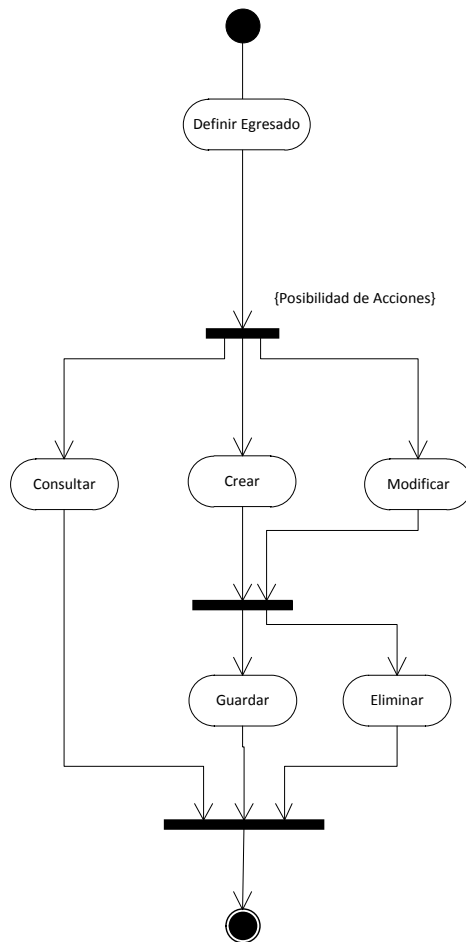 Definir Egresado
{Posibilidad de Acciones}
Consultar
Crear
Modificar
Guardar
Eliminar